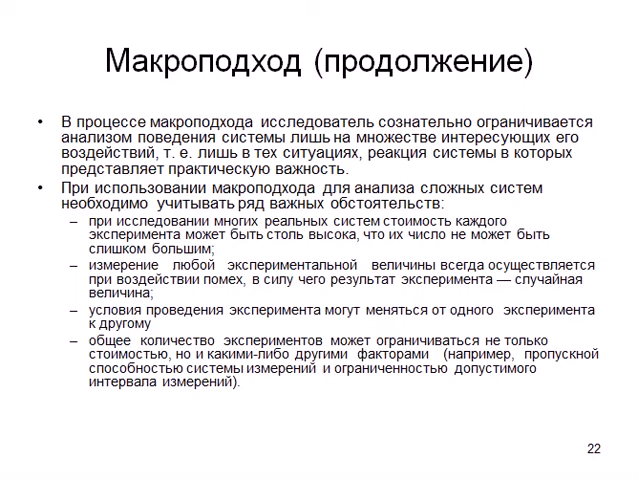 Макроподход (продолжение)
• В процессе макроподхода исследователь сознательно ограничивается
анализом поведения системы лишь на множестве интересующих его
воздействий, т. е. лишь в тех ситуациях, реакция системы в которых
представляет практическую важность.
• При использовании макроподхода для анализа сложных систем
необходимо учитывать ряд важных обстоятельств:
– при исследовании многих реальных систем стоимость каждого
эксперимента может быть столь высока, что их число не может быть
слишком большим;
– измерение любой экспериментальной величины всегда осуществляется
при воздействии помех, в силу чего результат эксперимента — случайная
величина;
– условия проведения эксперимента могут меняться от одного эксперимента
к другому
– общее количество экспериментов может ограничиваться не только
стоимостью, но и какими-либо другими факторами (например, пропускной
способностью системы измерений и ограниченностью допустимого
интервала измерений).
22